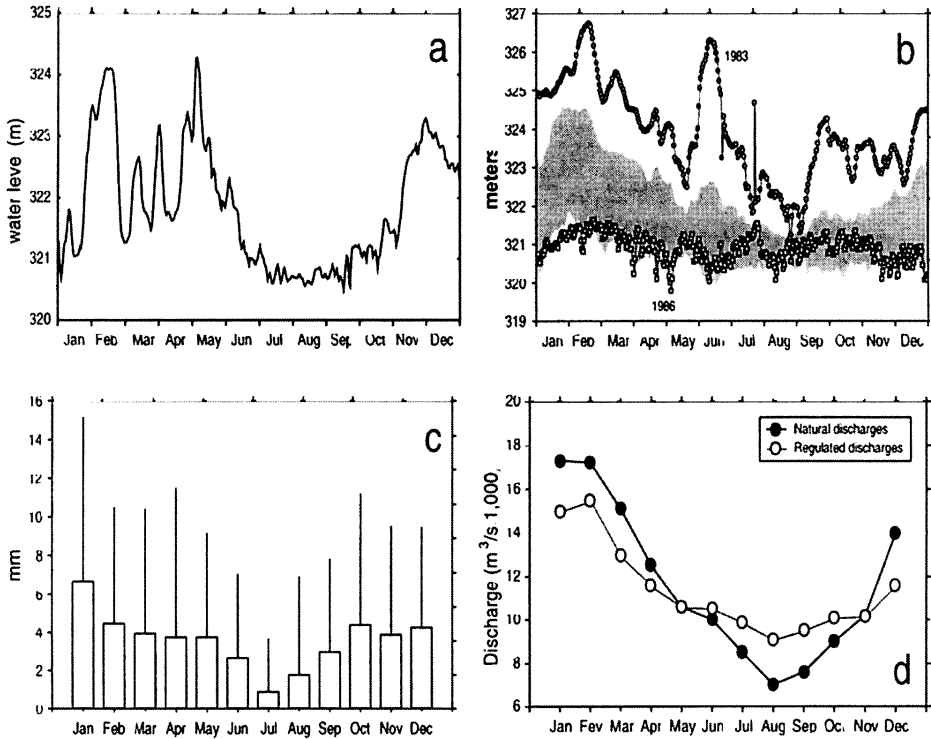 a
325
324
323
322
321
320
water leve (m)
Jan Feb Mar Apr May Jun Jul Aug Sep Oct Nov Dec
b
327
326
325
324
323
322
321
320
319
meters
1983
1986
Jan Feb Mar Apr May Jun Jul Aug Sep Oct Nov Dec
c
16
14
12
10
8
6
4
2
0
mm
Jan Feb Mar Apr May Jun Jul Aug Sep Oct Nov Dec
d
20
18
16
14
12
10
8
6
Discharge (m³/s 1,000,
Natural discharges
Regulated discharges
Jan Fev Mar Apr May Jun Jul Aug Sep Oct Nov Dec